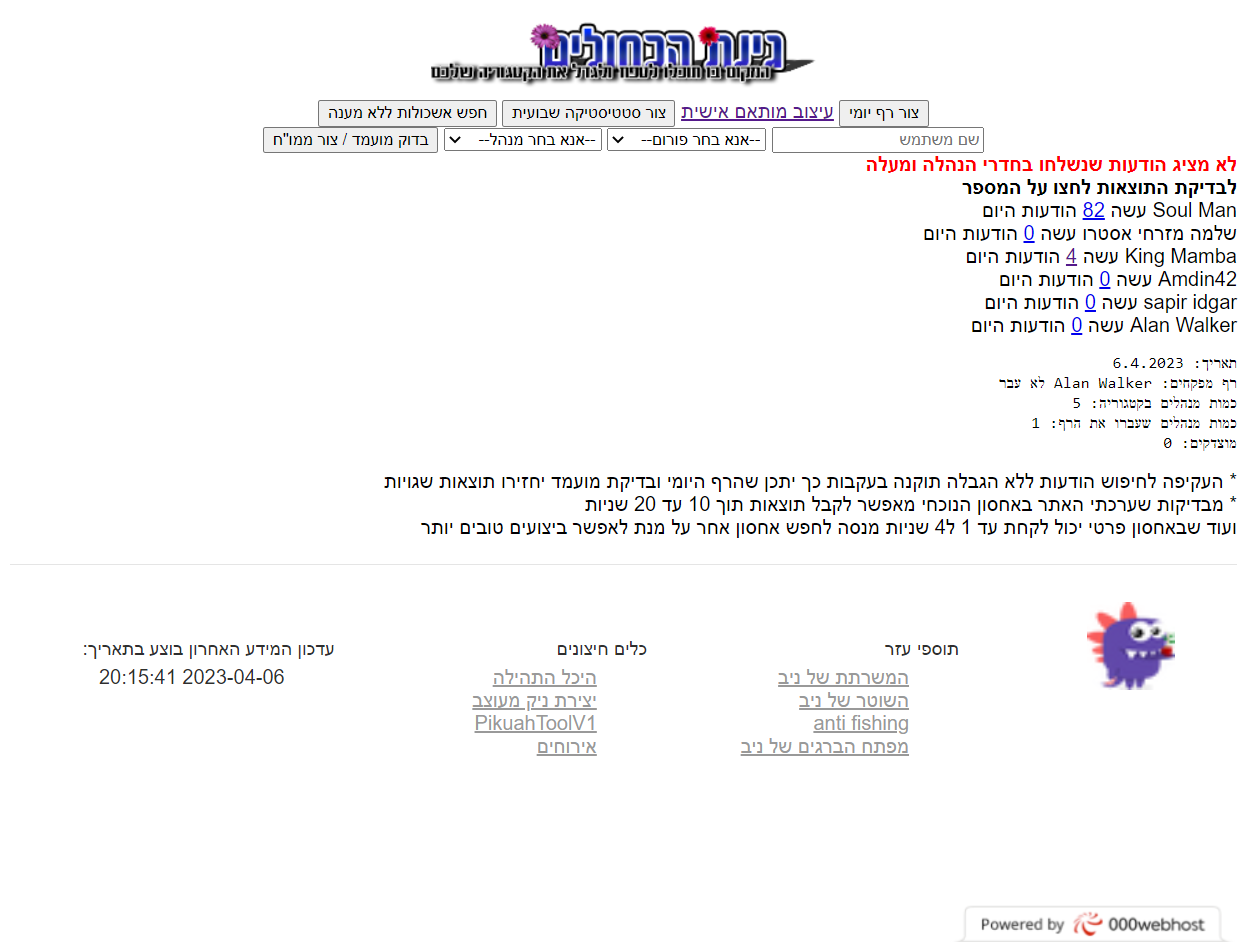 גינת הכחולים
המקום בו תוכלו לטפח ולגדל את הקטגוריה שלכם
צור רף יומי עיצוב מותאם אישית צור סטטיסטיקה שבועית חפש אשכולות ללא מענה
שם משתמש --אנא בחר פורום-- --אנא בחר מנהל-- בדוק מועמד / צור ממו"ח
לא מציג הודעות שנשלחו בחדרי הנהלה ומעלה
לבדיקת התוצאות לחצו על המספר
Soul Man עשה 82 הודעות היום
שלמה מזרחי אסטרו עשה 0 הודעות היום
King Mamba עשה 4 הודעות היום
Amdin42 עשה 0 הודעות היום
sapir idgar עשה 0 הודעות היום
Alan Walker עשה 0 הודעות היום
תאריך: 6.4.2023
רף מפקחים: Alan Walker לא עבר
כמות מנהלים בקטגוריה: 5
כמות מנהלים שעברו את הרף: 1
מוצדקים: 0
* העקיפה לחיפוש הודעות ללא הגבלה תוקנה בעקבות כך יתכן שהרף היומי ובדיקת מועמד יחזירו תוצאות שגויות
* מבדיקות שערכתי האתר באחסון הנוכחי מאפשר לקבל תוצאות תוך 10 עד 20 שניות
ועוד שבאחסון פרטי יכול לקחת עד 1 ל4 שניות מנסה לחפש אחסון אחר על מנת לאפשר ביצועים טובים יותר
תוספי עזר
המשרתת של ניב
השוטר של ניב
anti fishing
מפתח הברגים של ניב
כלים חיצונים
היכל התהילה
יצירת ניק מעוצב
PikuahToolV1
אירוחים
עדכון המידע האחרון בוצע בתאריך:
2023-04-06 20:15:41
Powered by 000webhost